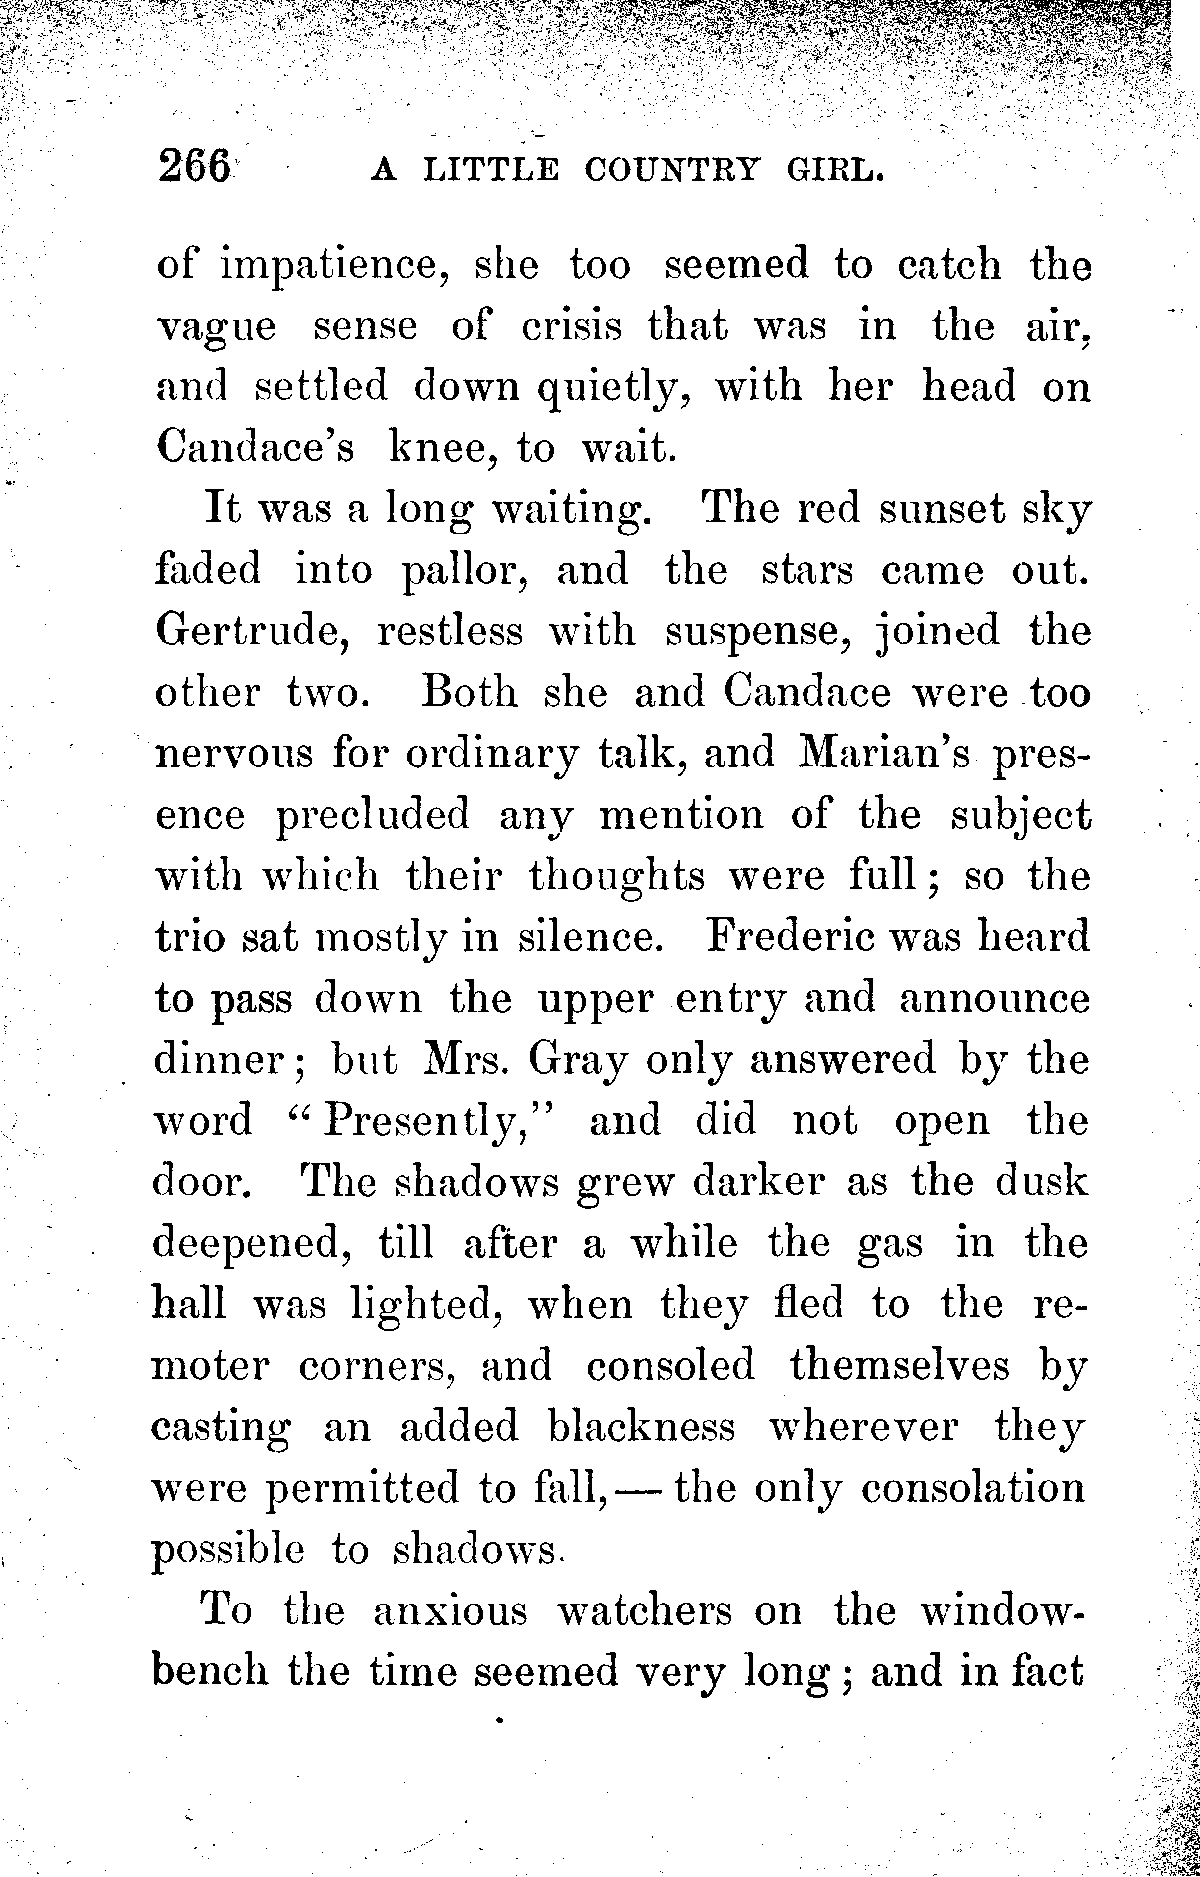 266 A LITTLE COUNTRY GIRL.
of impatience, she too seemed to catch the
vague sense of crisis that was in the air,
and settled down quietly, with her head on
Candace's knee, to wait.
It was a long waiting. The red sunset sky
faded into pallor, and the stars came out.
Gertrude, restless with suspense, joined the
other two. Both she and Candace were too
nervous for ordinary talk, and Marian's pres-
ence precluded any mention of the subject
with which their thoughts were full; so the
trio sat mostly in silence. Frederic was heard
to pass down the upper entry and announce
dinner; but Mrs. Gray only answered by the
word "Presently," and did not open the
door. The shadows grew darker as the dusk
deepened, till after a while the gas in the
hall was lighted, when they fled to the re-
moter corners, and consoled themselves by
casting an added blackness wherever they
were permitted to fall,— the only consolation
possible to shadows.
To the anxious watchers on the window-
bench the time seemed very long; and in fact